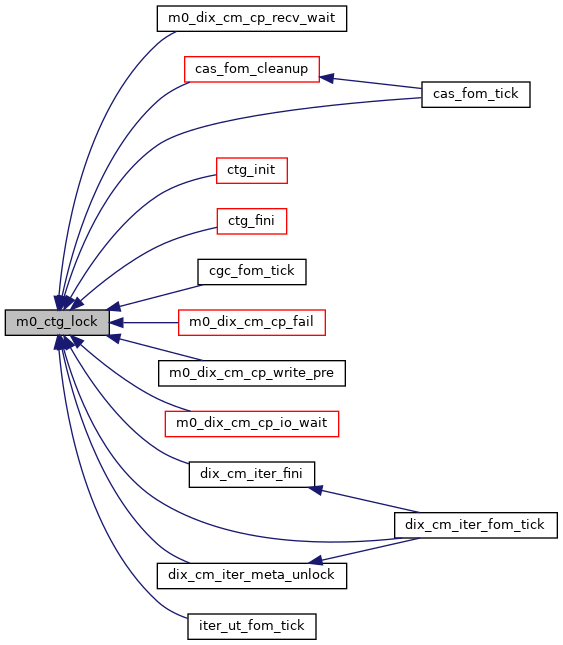 m0_dix_cm_cp_recv_wait
cas_fom_cleanup
cas_fom_tick
ctg_init
ctg_fini
cgc_fom_tick
m0_ctg_lock
m0_dix_cm_cp_fail
m0_dix_cm_cp_write_pre
m0_dix_cm_cp_io_wait
dix_cm_iter_fini
dix_cm_iter_fom_tick
dix_cm_iter_meta_unlock
iter_ut_fom_tick